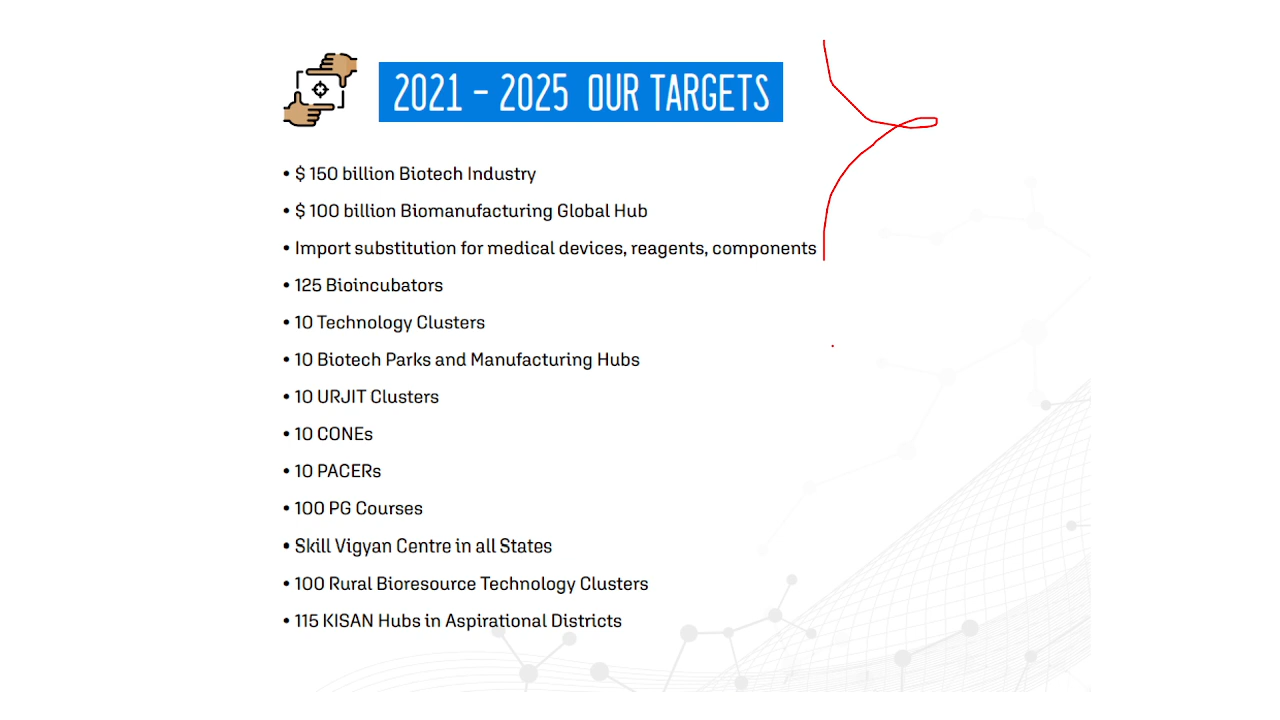 2021 - 2025 OUR TARGETS
• $ 150 billion Biotech Industry
• $ 100 billion Biomanufacturing Global Hub
• Import substitution for medical devices, reagents, components
• 125 Bioincubators
• 10 Technology Clusters
• 10 Biotech Parks and Manufacturing Hubs
• 10 URJIT Clusters
• 10 CONEs
• 10 PACERs
• 100 PG Courses
• Skill Vigyan Centre in all States
• 100 Rural Bioresource Technology Clusters
• 115 KISAN Hubs in Aspirational Districts